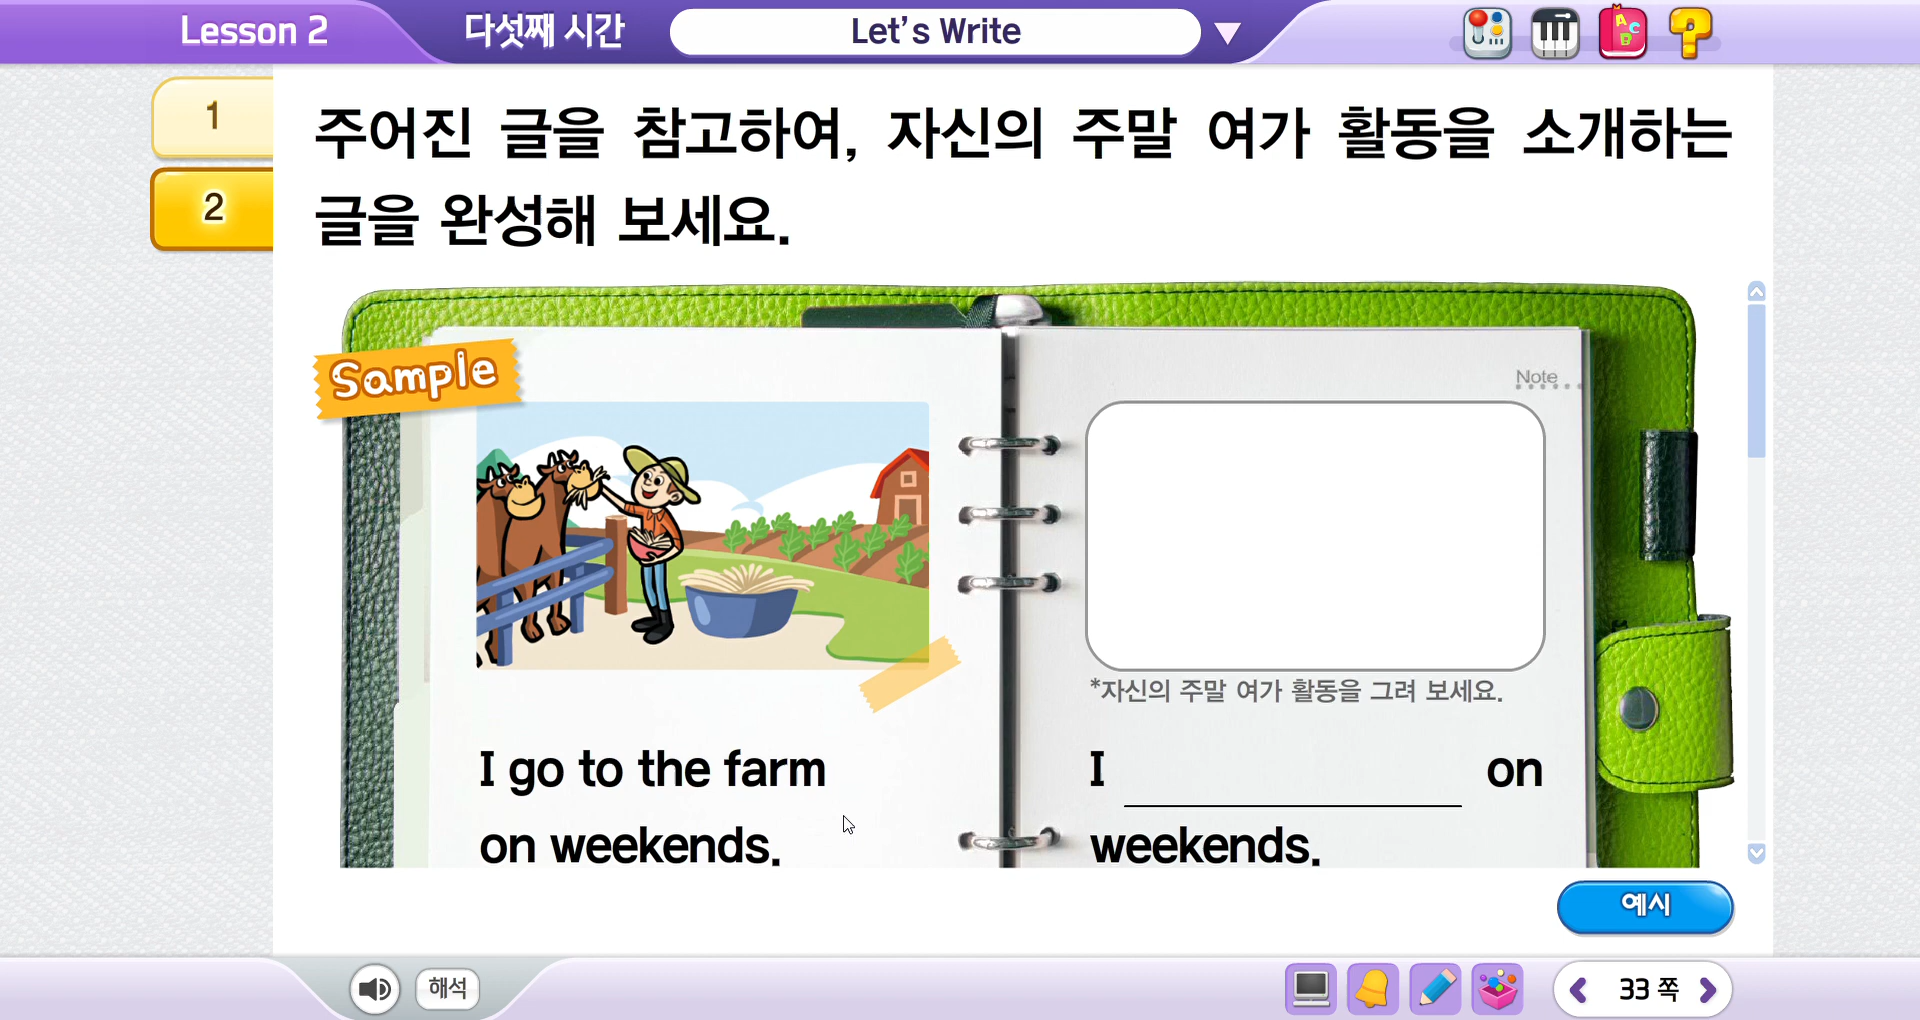 Lesson 2
다섯째 시간
Let's Write
1
2
주어진 글을 참고하여, 자신의 주말 여가 활동을 소개하는
글을 완성해 보세요.
Sample
Note
*자신의 주말 여가 활동을 그려 보세요.
I go to the farm
on weekends.
I ____________ on
weekends.
예시
해석
33 쪽